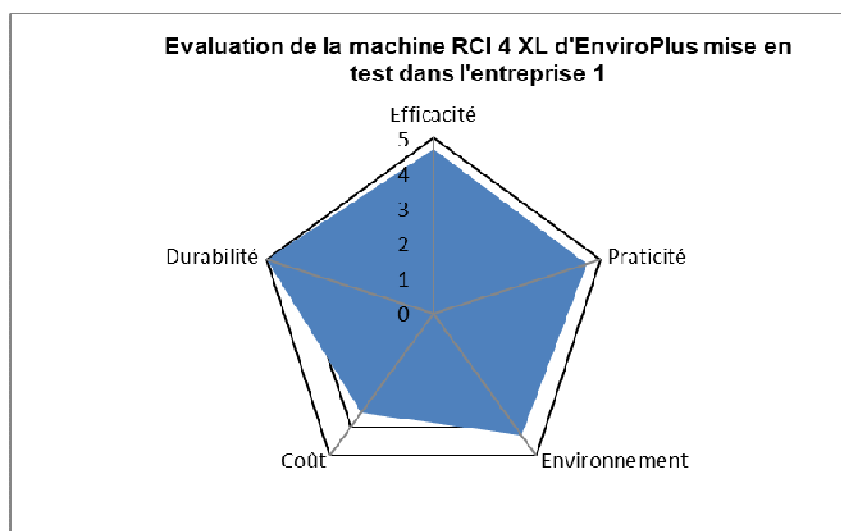 Evaluation de la machine RCI 4 XL d'EnviroPlus mise en
test dans l'entreprise 1
Efficacité
5
4
3
2
1
0
Durabilité
Praticité
Coût
Environnement